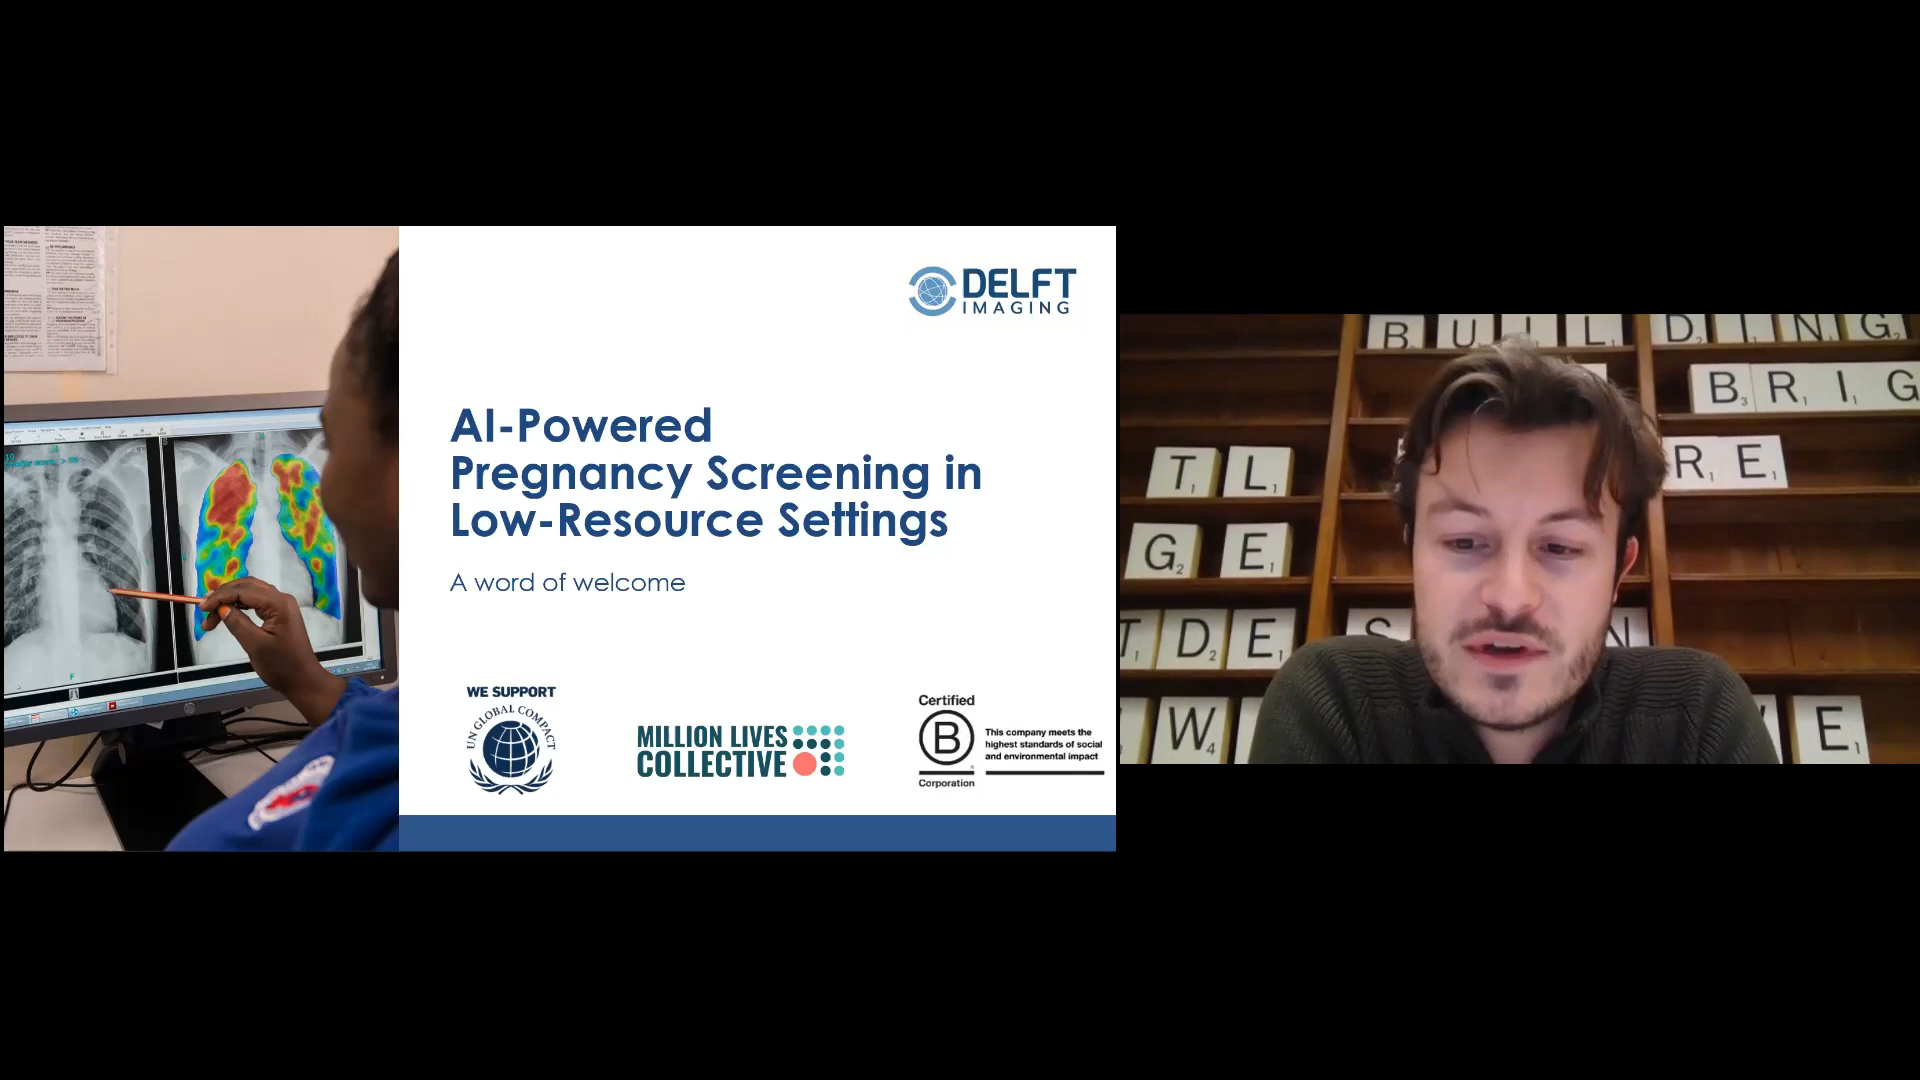 DELFT
IMAGING
AI-Powered
Pregnancy Screening in
Low-Resource Settings
A word of welcome
WE SUPPORT
UN GLOBAL COMPACT
MILLION LIVES
COLLECTIVE
Certified
B
Corporation
This company meets the
highest standards of social
and environmental impact
B U I L D I N G
B R I G
T L
R E
G E
T D E S N
W E